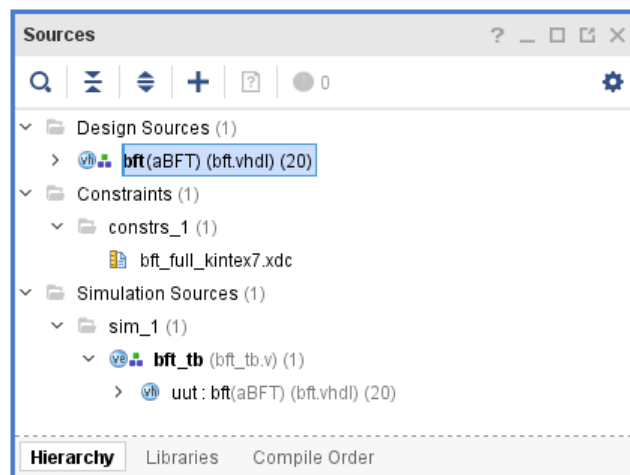 Sources
0
Design Sources (1)
bft(aBFT) (bft.vhdl) (20)
Constraints (1)
constrs_1 (1)
bft_full_kintex7.xdc
Simulation Sources (1)
sim_1 (1)
bft_tb (bft_tb.v) (1)
uut : bft(aBFT) (bft.vhdl) (20)
Hierarchy Libraries Compile Order